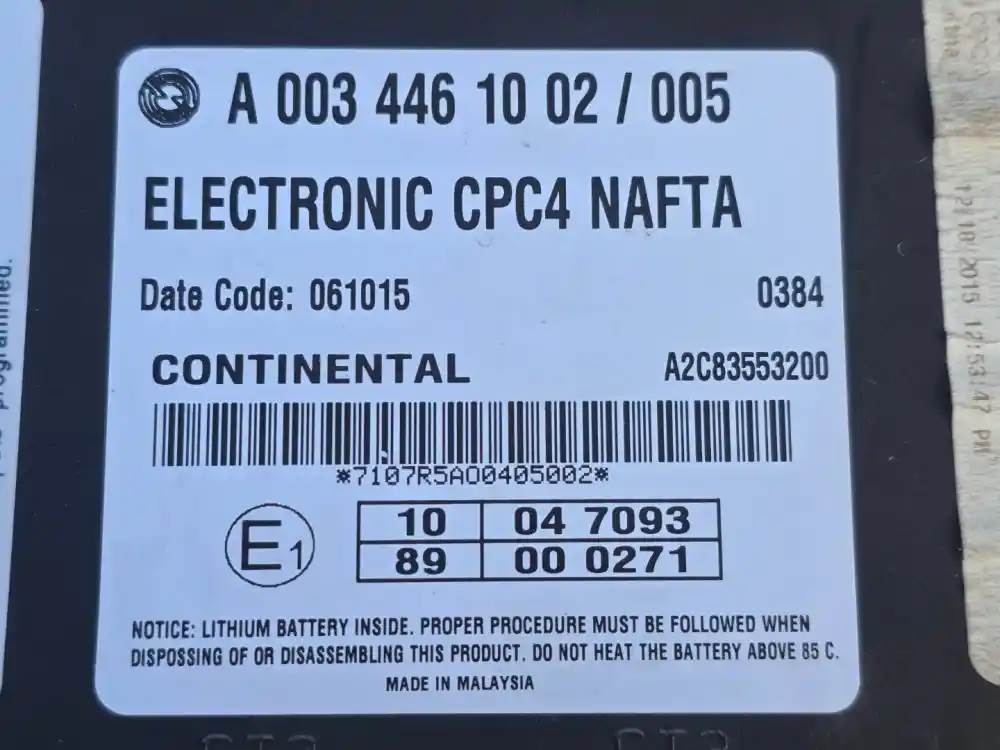 A 003 446 10 02 / 005
ELECTRONIC CPC4 NAFTA
Date Code: 061015 0384
CONTINENTAL A2C83553200
*7107R5AO0405002*
E1
10 04 7093
89 00 0271
NOTICE: LITHIUM BATTERY INSIDE. PROPER PROCEDURE MUST BE FOLLOWED WHEN
DISPOSSING OF OR DISASSEMBLING THIS PRODUCT. DO NOT HEAT THE BATTERY ABOVE 85 C.
MADE IN MALAYSIA
programmed.
12/18/2015 12:53:47 PM